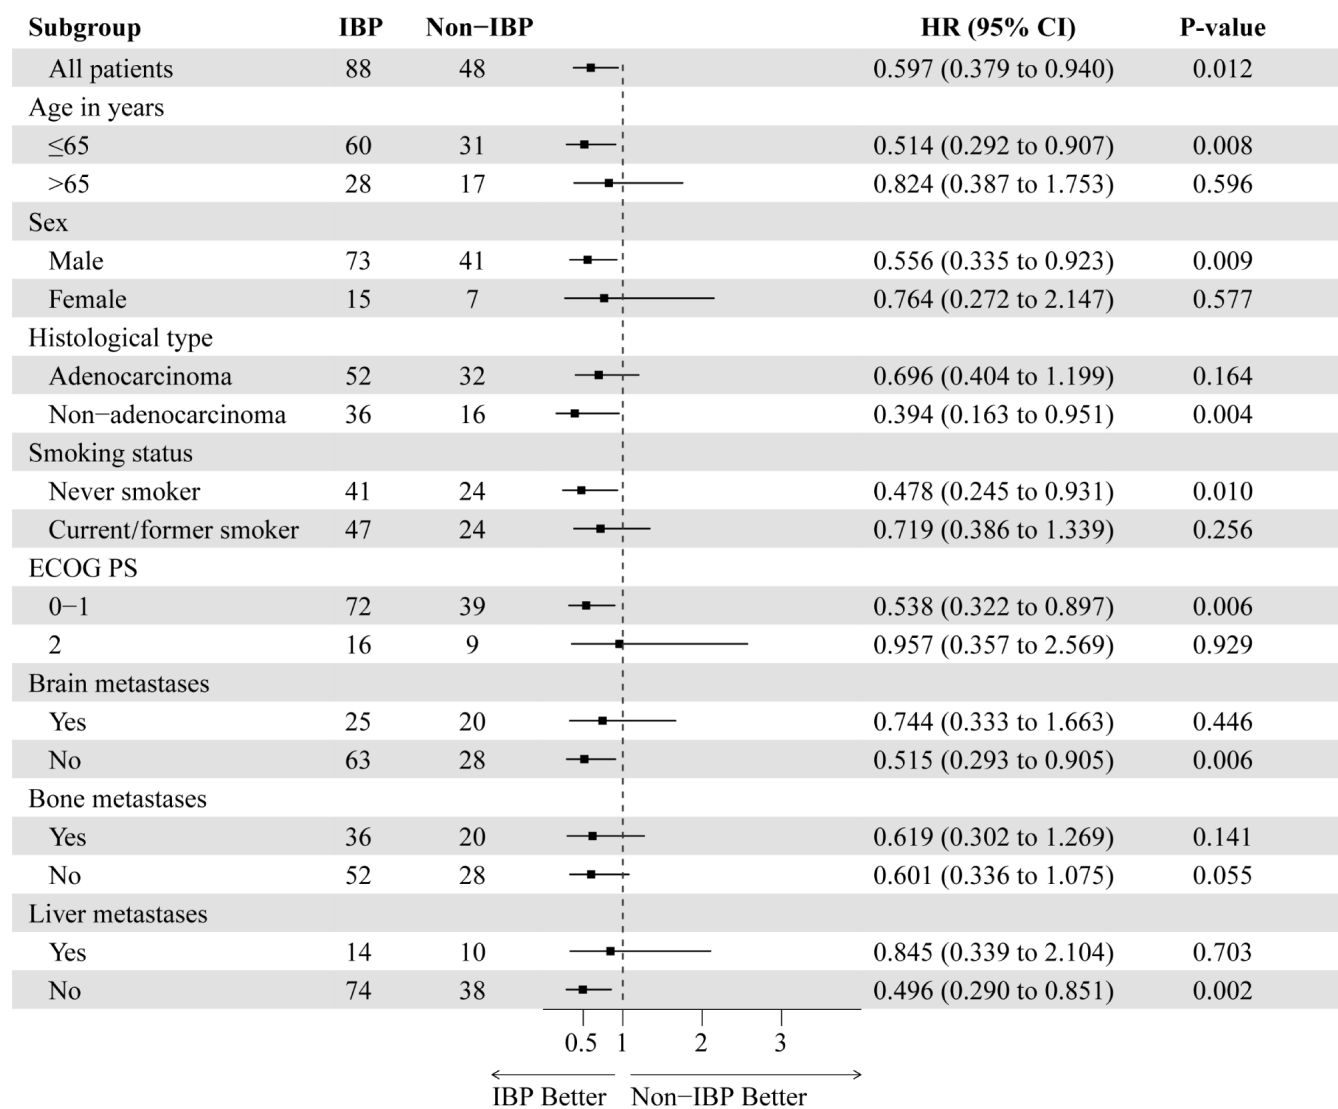 Subgroup IBP Non−IBP HR (95% CI) P-value
All patients 88 48 0.597 (0.379 to 0.940) 0.012
Age in years
≤65 60 31 0.514 (0.292 to 0.907) 0.008
>65 28 17 0.824 (0.387 to 1.753) 0.596
Sex
Male 73 41 0.556 (0.335 to 0.923) 0.009
Female 15 7 0.764 (0.272 to 2.147) 0.577
Histological type
Adenocarcinoma 52 32 0.696 (0.404 to 1.199) 0.164
Non−adenocarcinoma 36 16 0.394 (0.163 to 0.951) 0.004
Smoking status
Never smoker 41 24 0.478 (0.245 to 0.931) 0.010
Current/former smoker 47 24 0.719 (0.386 to 1.339) 0.256
ECOG PS
0−1 72 39 0.538 (0.322 to 0.897) 0.006
2 16 9 0.957 (0.357 to 2.569) 0.929
Brain metastases
Yes 25 20 0.744 (0.333 to 1.663) 0.446
No 63 28 0.515 (0.293 to 0.905) 0.006
Bone metastases
Yes 36 20 0.619 (0.302 to 1.269) 0.141
No 52 28 0.601 (0.336 to 1.075) 0.055
Liver metastases
Yes 14 10 0.845 (0.339 to 2.104) 0.703
No 74 38 0.496 (0.290 to 0.851) 0.002
0.5 1 2 3
IBP Better Non−IBP Better